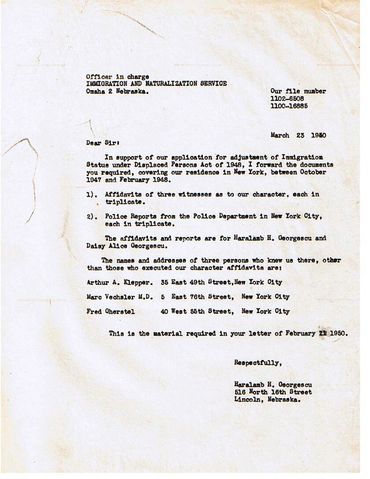 Officer in charge
IMMIGRATION AND NATURALIZATION SERVICE
Omaha 2 Nebraska.
Our file number
1102-6508
1100-16885
March 23 1950
Dear Sir:
In support of our application for adjustment of Immigration
Status under Displaced Persons Act of 1948, I forward the documents
you required, covering our residence in New York, between October
1947 and February 1948.
1). Affidavits of three witnesses as to our character, each in
triplicate.
2). Police Reports from the Police Department in New York City,
each in triplicate.
The affidavits and reports are for Haralamb H. Georgescu and
Daisy Alice Georgescu.
The names and addresses of three persons who knew us there, other
than those who executed our character affidavits are:
Arthur A. Klepper. 35 East 49th Street,New York City
Marc Vechsler M.D. 5 East 76th Street, New York City
Fred Gherstel 40 West 55th Street, New York City
This is the material required in your letter of February 1950.
Respectfully,
Haralamb H. Georgescu
516 North 16th Street
Lincoln, Nebraska.